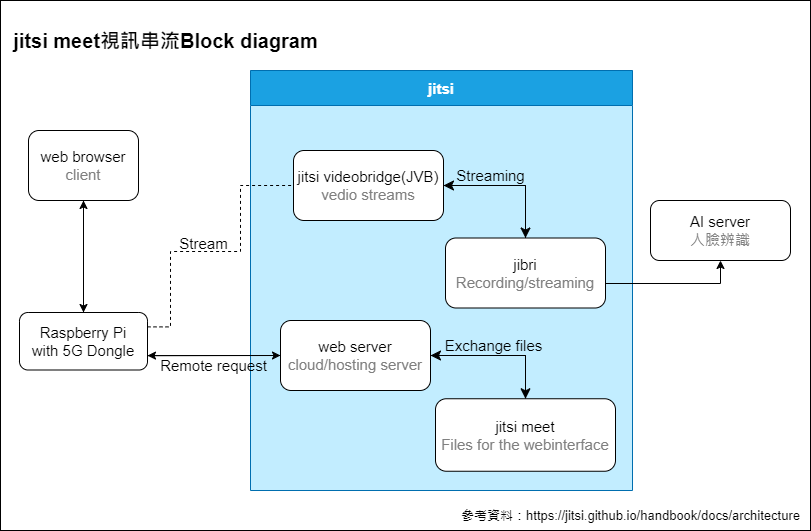 jitsi meet視訊串流Block diagram
jitsi
web browser
client
jitsi videobridge(JVB)
vedio streams
Streaming
AI server
人臉辨識
Stream
jibri
Recording/streaming
Raspberry Pi
with 5G Dongle
Remote request
web server
cloud/hosting server
Exchange files
jitsi meet
Files for the webinterface
參考資料：https://jitsi.github.io/handbook/docs/architecture